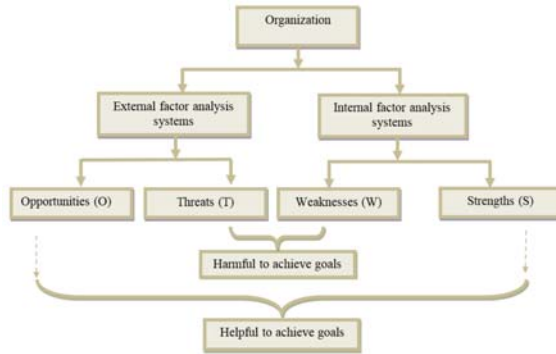 Organization
External factor analysis
systems
Internal factor analysis
systems
Opportunities (O)
Threats (T)
Weaknesses (W)
Strengths (S)
Harmful to achieve goals
Helpful to achieve goals